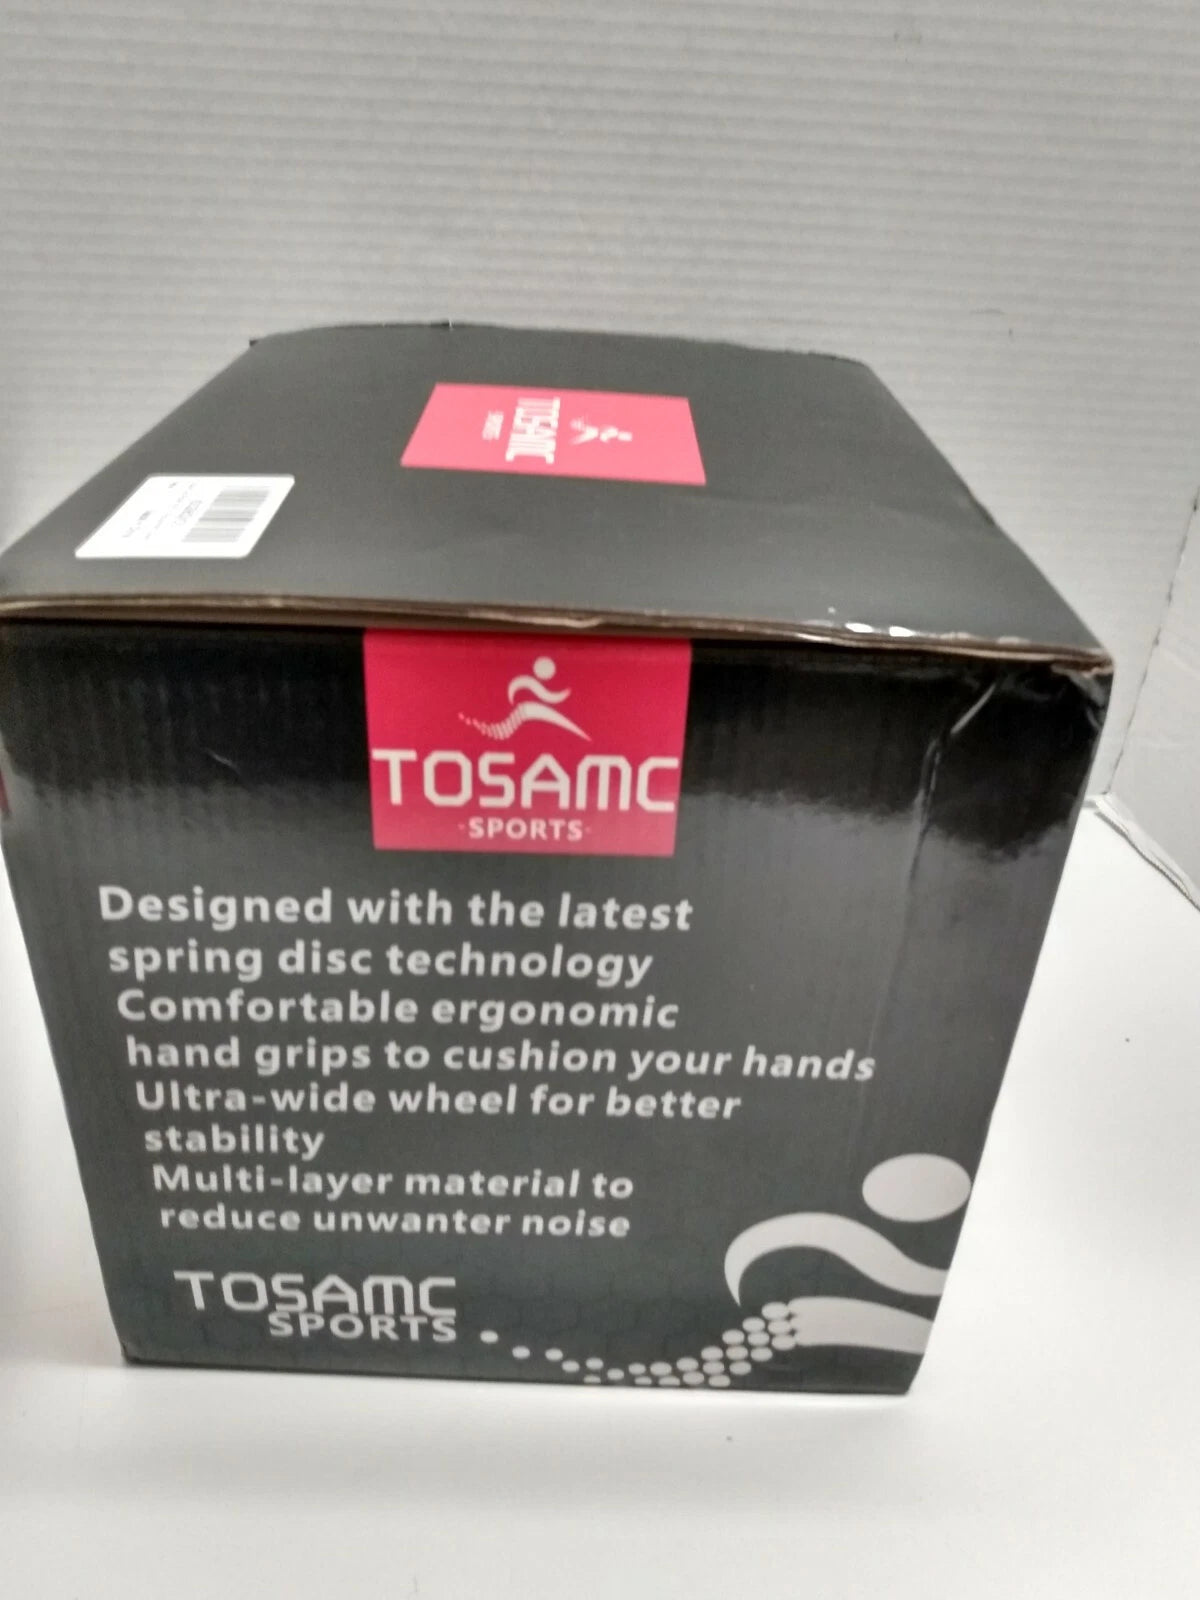 TOSAMC
SPORTS
TOSAMC
-SPORTS-
Designed with the latest
spring disc technology
Comfortable ergonomic
hand grips to cushion your hands
Ultra-wide wheel for better
stability
Multi-layer material to
reduce unwanter noise
TOSAMC
SPORTS